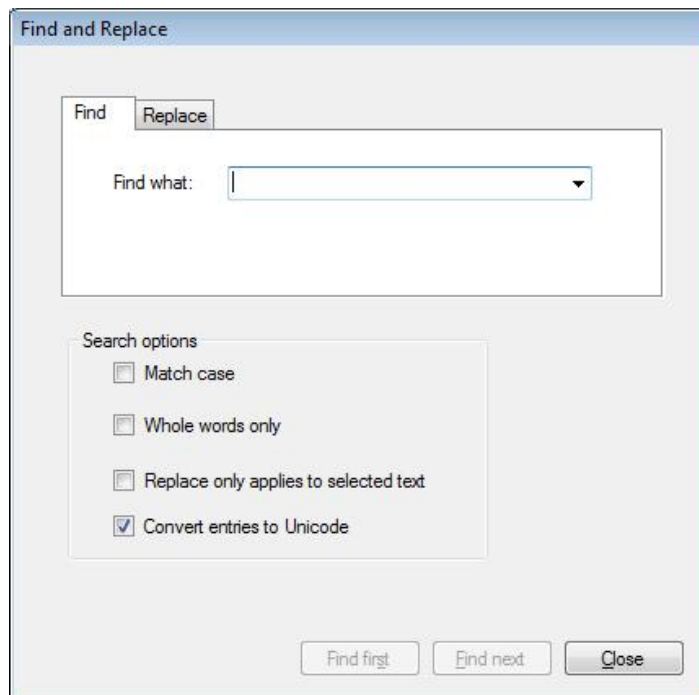 Find and Replace
Find Replace
Find what:
Search options
Match case
Whole words only
Replace only applies to selected text
Convert entries to Unicode
Find first Find next Close